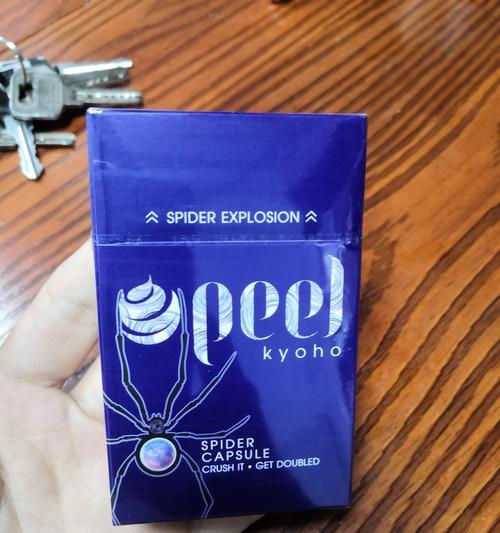 SPIDER EXPLOSION
peel
kyoho
SPIDER
CAPSULE
CRUSH IT • GET DOUBLED